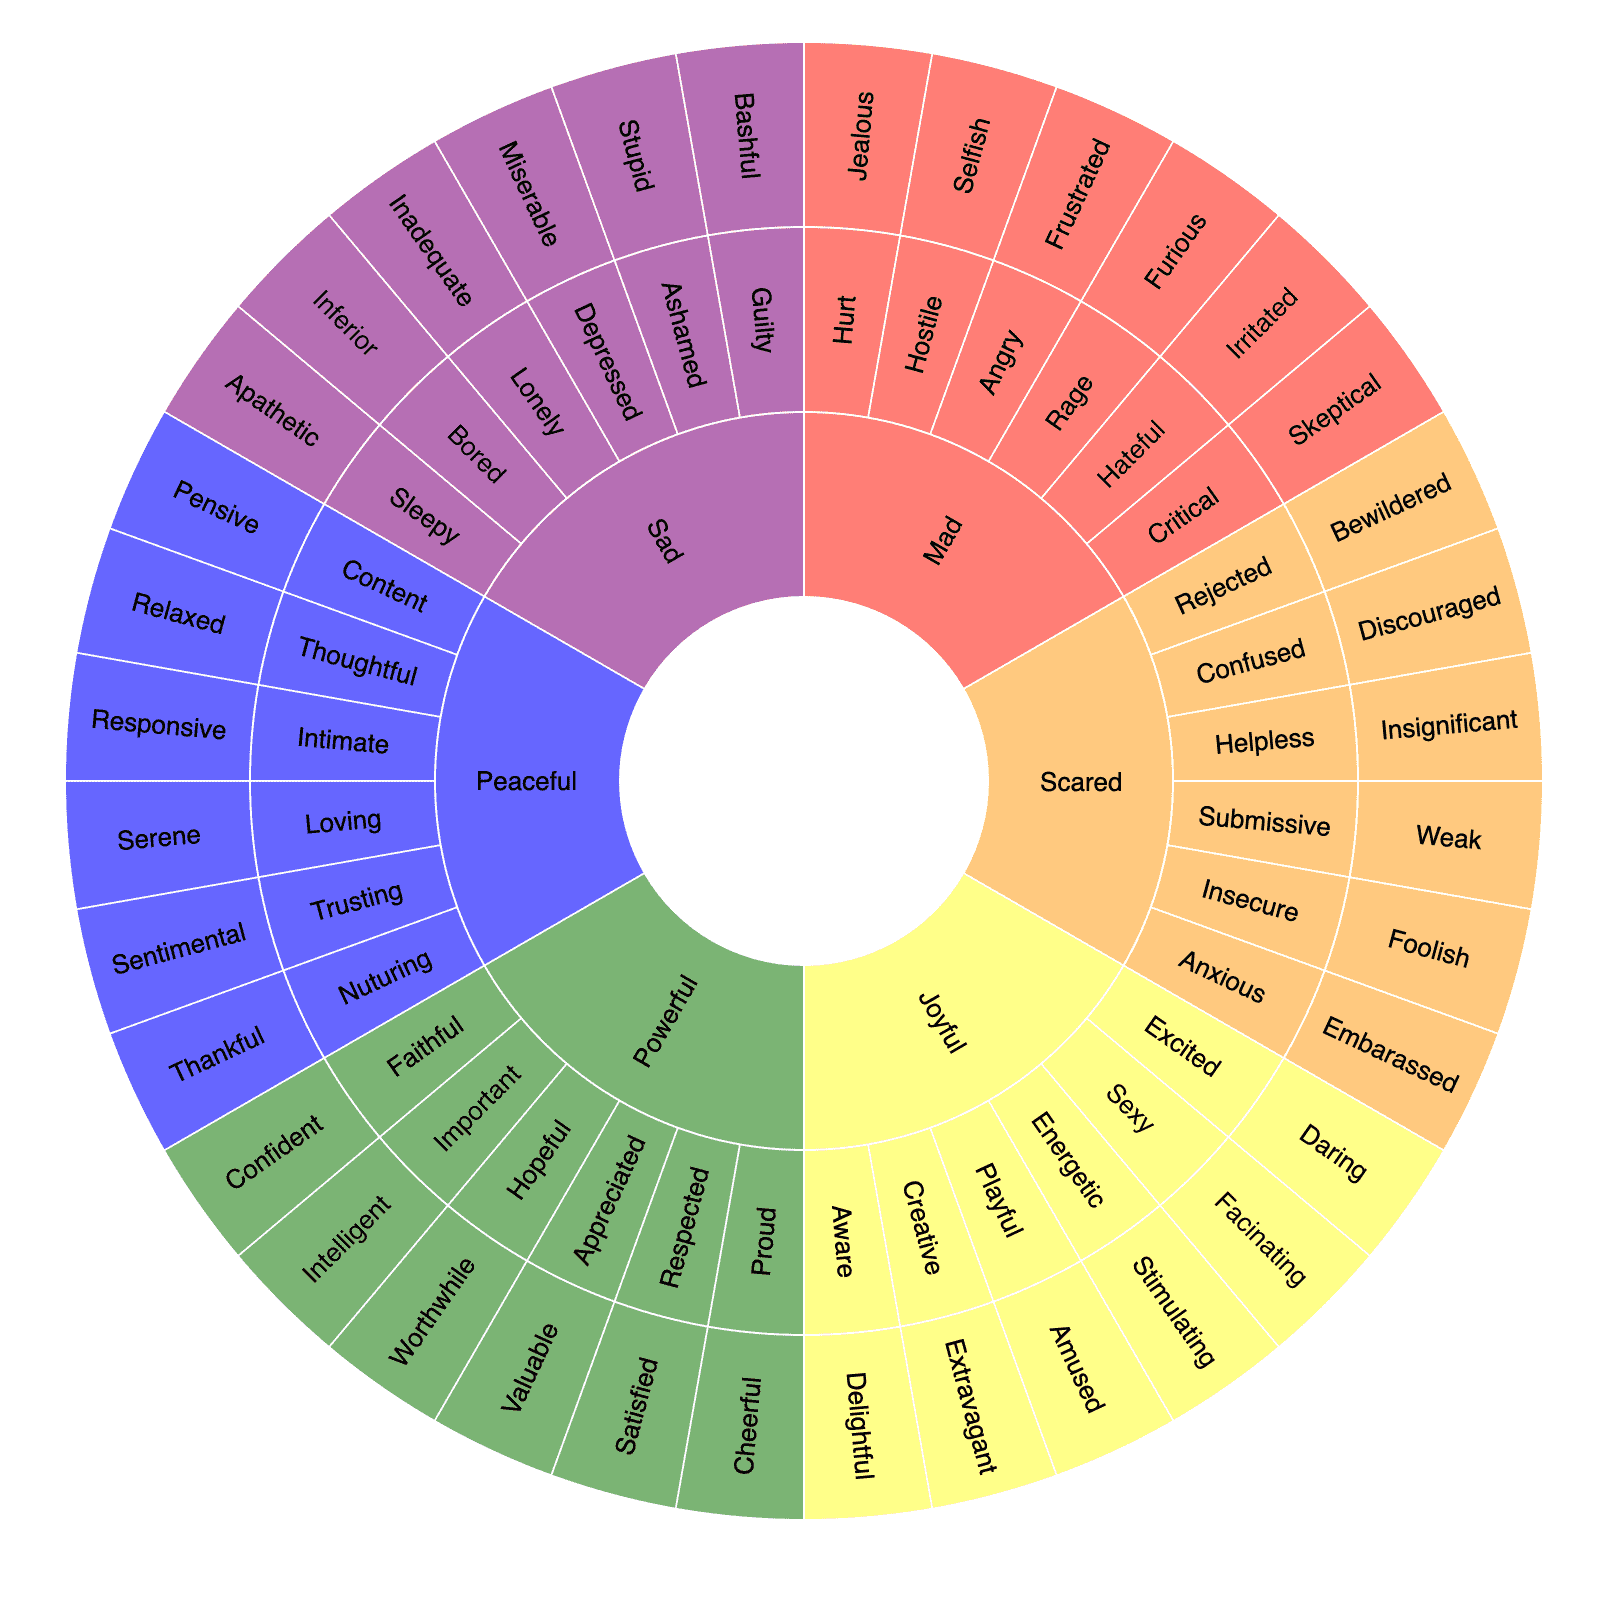 Mad
Hurt
Jealous
Hostile
Selfish
Angry
Frustrated
Rage
Furious
Hateful
Irritated
Critical
Skeptical
Scared
Rejected
Bewildered
Confused
Discouraged
Helpless
Insignificant
Submissive
Weak
Insecure
Foolish
Anxious
Embarassed
Joyful
Excited
Daring
Sexy
Facinating
Energetic
Stimulating
Playful
Amused
Creative
Extravagant
Aware
Delightful
Powerful
Proud
Cheerful
Respected
Satisfied
Appreciated
Valuable
Hopeful
Worthwhile
Important
Intelligent
Faithful
Confident
Peaceful
Nuturing
Thankful
Trusting
Sentimental
Loving
Serene
Intimate
Responsive
Thoughtful
Relaxed
Content
Pensive
Sad
Sleepy
Apathetic
Bored
Inferior
Lonely
Inadequate
Depressed
Miserable
Ashamed
Stupid
Guilty
Bashful